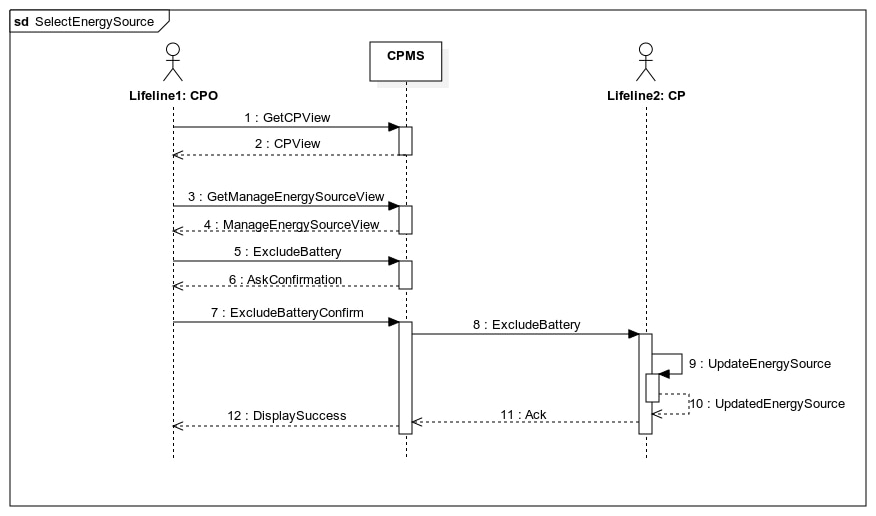 sd SelectEnergySource
CPMS
Lifeline1: CPO
Lifeline2: CP
1 : GetCPView
2 : CPView
3 : GetManageEnergySourceView
4 : ManageEnergySourceView
5 : ExcludeBattery
6 : AskConfirmation
7 : ExcludeBatteryConfirm
8 : ExcludeBattery
9 : UpdateEnergySource
10 : UpdatedEnergySource
11 : Ack
12 : DisplaySuccess